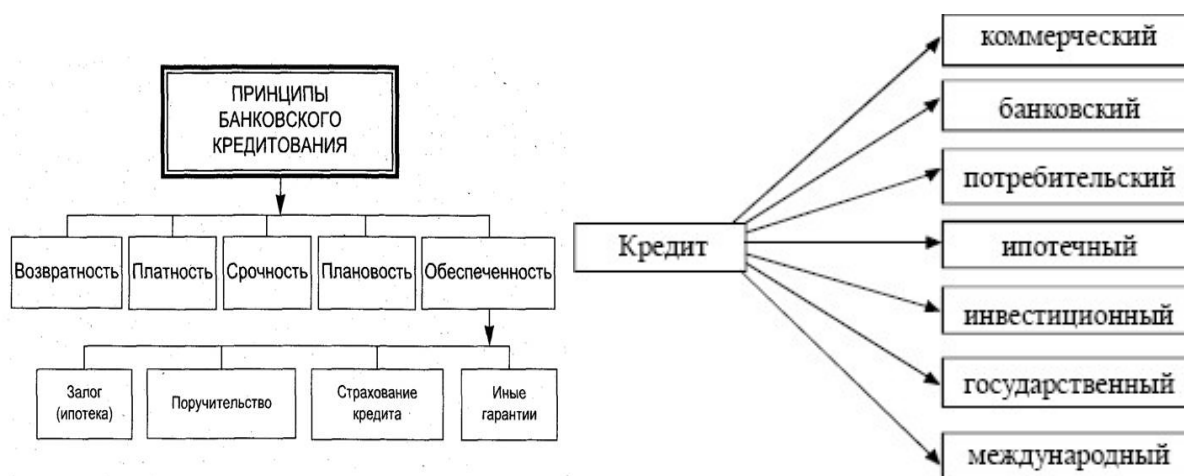 ПРИНЦИПЫ
БАНКОВСКОГО
КРЕДИТОВАНИЯ
Возвратность
Платность
Срочность
Плановость
Обеспеченность
Залог
(ипотека)
Поручительство
Страхование
кредита
Иные
гарантии
Кредит
коммерческий
банковский
потребительский
ипотечный
инвестиционный
государственный
международный